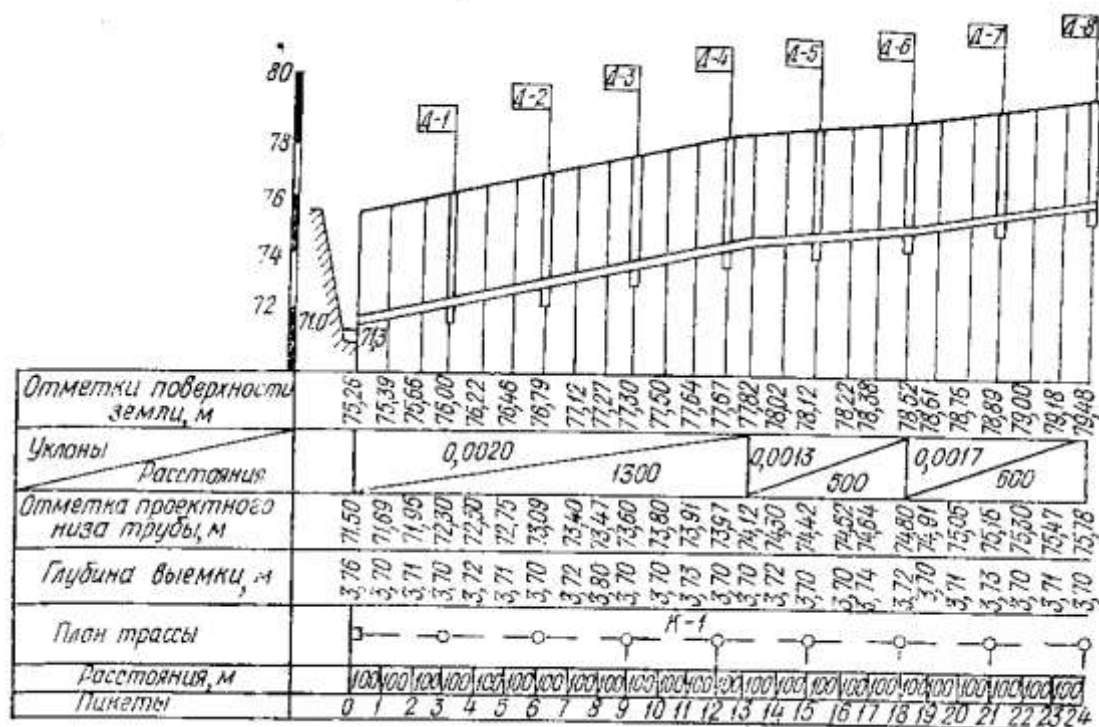 Д-8
Д-7
Д-6
Д-5
Д-4
Д-3
Д-2
Д-1
80
78
76
74
72
71.0
71,3
Отметки поверхности земли, м
75,26 75,39 75,66 76,00 76,22 76,46 76,79 77,12 77,27 77,30 77,50 77,64 77,67 77,82 78,02 78,12 78,22 78,38 78,52 78,61 78,75 78,89 79,00 79,18 79,48
Уклоны
Расстояния
0,0020
1300
0,0013
500
0,0017
600
Отметка проектного низа трубы, м
71,50 71,69 71,95 72,30 72,50 72,75 73,09 73,40 73,47 73,60 73,80 73,91 73,97 74,12 74,30 74,42 74,52 74,64 74,80 74,91 75,05 75,15 75,30 75,47 75,78
Глубина выемки, м
3,76 3,70 3,71 3,70 3,72 3,71 3,70 3,72 3,80 3,70 3,70 3,73 3,70 3,70 3,72 3,70 3,70 3,74 3,72 3,70 3,71 3,73 3,70 3,71 3,70
План трассы
К-1
Расстояния, м
100 100 100 100 100 100 100 100 100 100 100 100 100 100 100 100 100 100 100 100 100 100 100 100
Пикеты
0 1 2 3 4 5 6 7 8 9 10 11 12 13 14 15 16 17 18 19 20 21 22 23 24